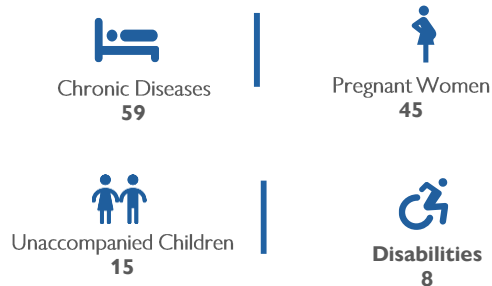 Chronic Diseases
59
Pregnant Women
45
Unaccompanied Children
15
Disabilities
8